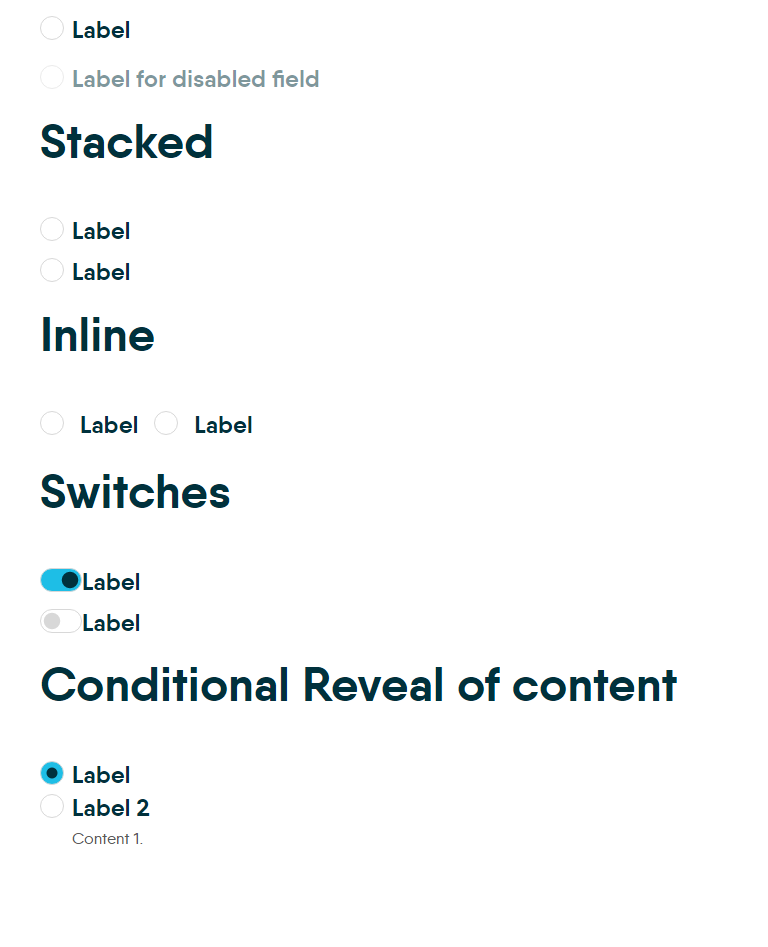 Label
Label for disabled field
Stacked
Label
Label
Inline
Label Label
Switches
Label
Label
Conditional Reveal of content
Label
Label 2
Content 1.